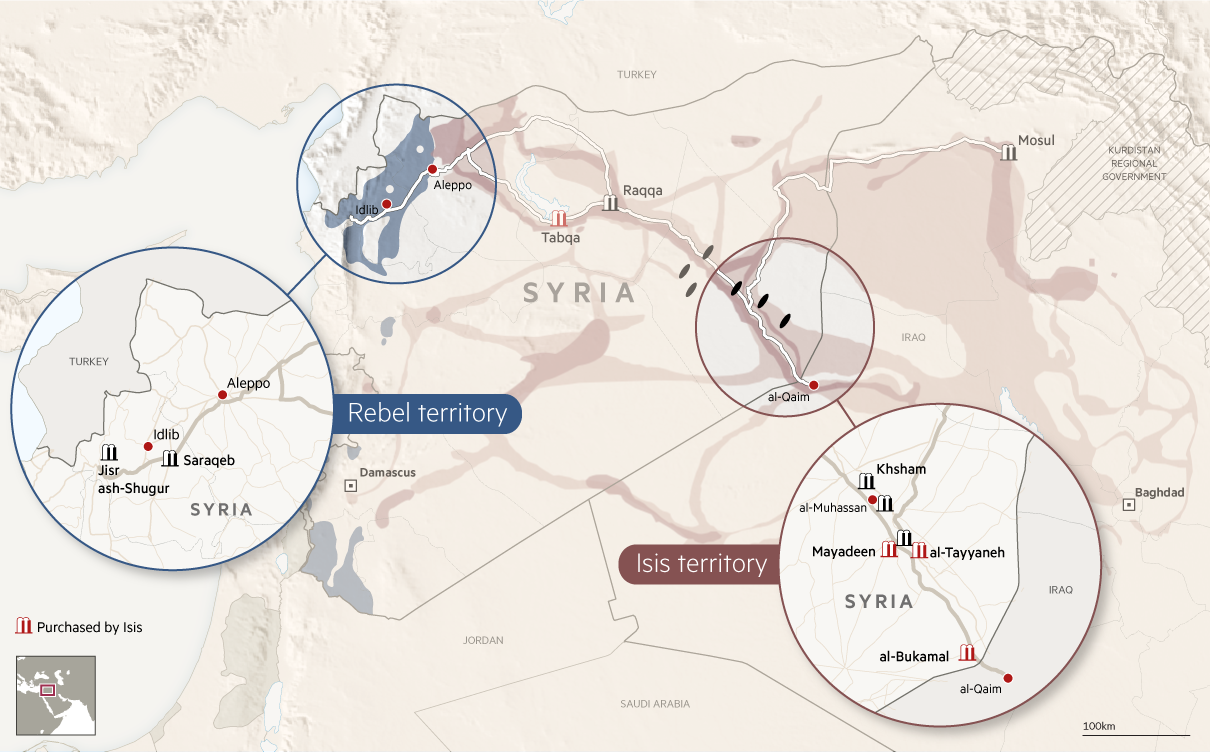 TURKEY
Mosul
KURDISTAN
REGIONAL
GOVERNMENT
Aleppo
Raqqa
Idlib
Tabqa
SYRIA
IRAQ
TURKEY
Aleppo
al-Qaim
Rebel territory
Idlib
Saraqeb
Jisr
ash-Shugur
SYRIA
Damascus
Khsham
al-Muhassan
Baghdad
Mayadeen
al-Tayyaneh
Isis territory
SYRIA
IRAQ
al-Bukamal
al-Qaim
Purchased by Isis
JORDAN
SAUDI ARABIA
100km